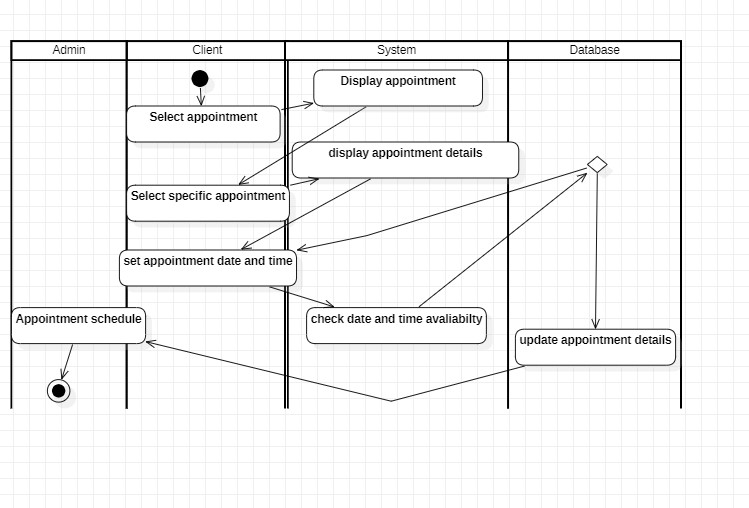 Admin
Client
System
Database
Display appointment
Select appointment
display appointment details
Select specific appointment
set appointment date and time
Appointment schedule
check date and time avaliabilty
update appointment details